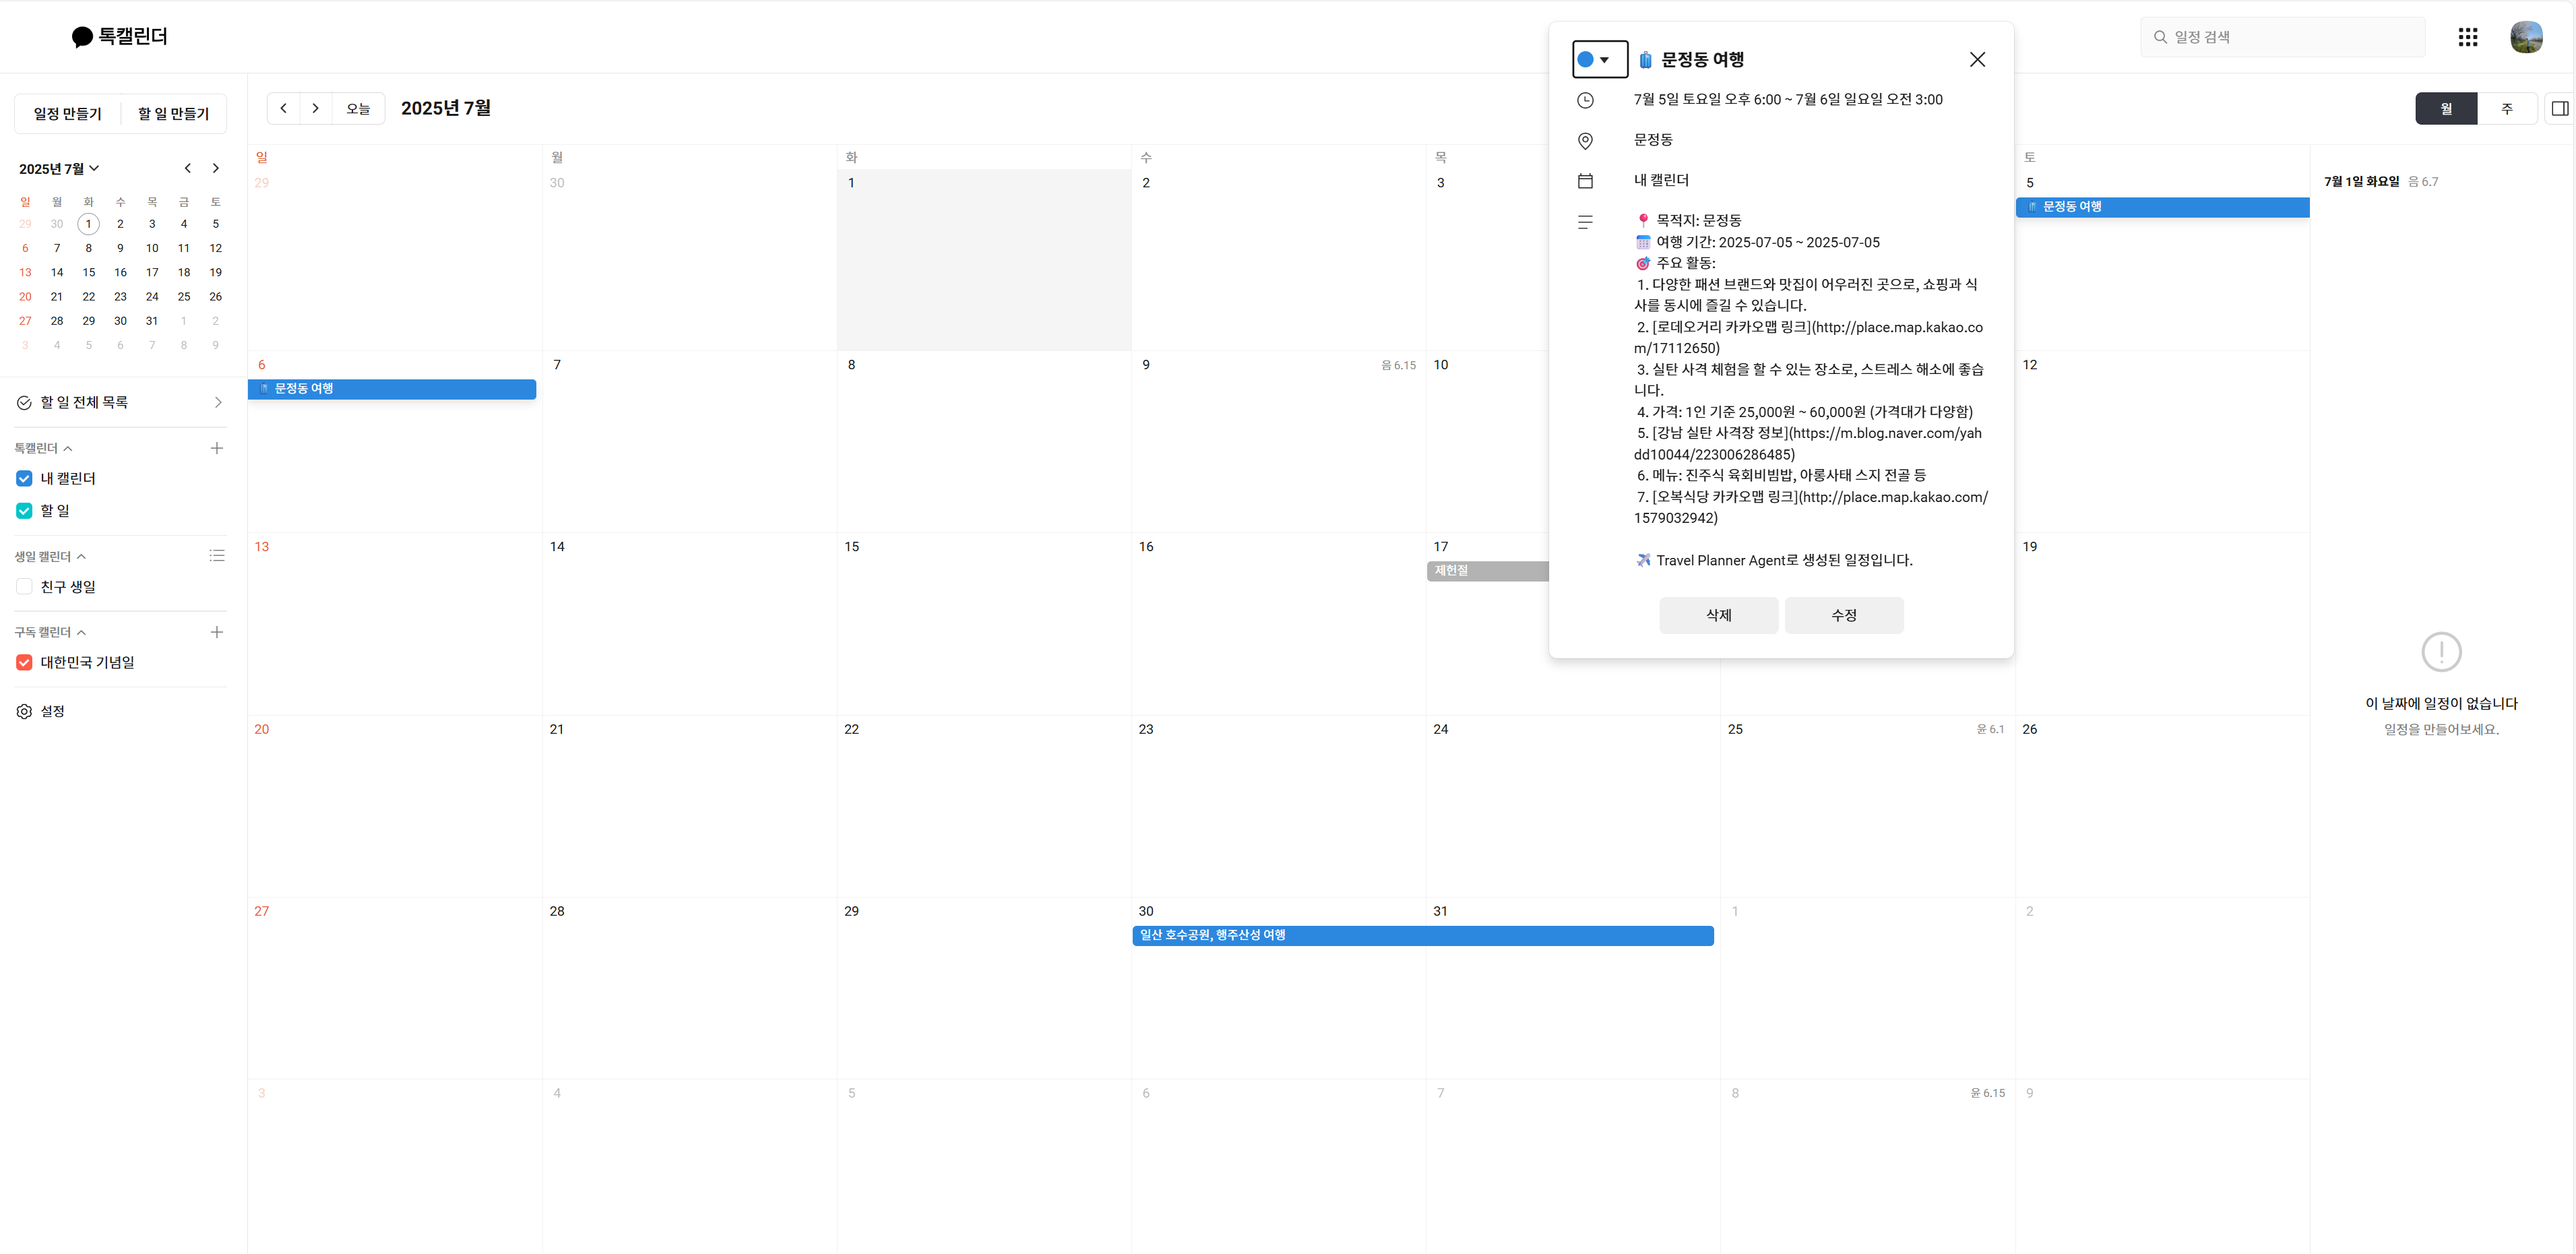 톡캘린더
일정 검색
일정 만들기 할 일 만들기
2025년 7월
일 월 화 수 목 금 토
29 30 1 2 3 4 5
6 7 8 9 10 11 12
13 14 15 16 17 18 19
20 21 22 23 24 25 26
27 28 29 30 31 1 2
3 4 5 6 7 8 9
할 일 전체 목록
톡캘린더
내 캘린더
할 일
생일 캘린더
친구 생일
구독 캘린더
대한민국 기념일
설정
오늘 2025년 7월
월 주
일 월 화 수 목 토
29 30 1 2 3 5
문정동 여행
6 7 8 9 음 6.15 10 12
문정동 여행
13 14 15 16 17 19
제헌절
20 21 22 23 24 25 윤 6.1 26
27 28 29 30 31 1 2
일산 호수공원, 행주산성 여행
3 4 5 6 7 8 윤 6.15 9
문정동 여행
7월 5일 토요일 오후 6:00 ~ 7월 6일 일요일 오전 3:00
문정동
내 캘린더
📍 목적지: 문정동
🗓️ 여행 기간: 2025-07-05 ~ 2025-07-05
🎯 주요 활동:
1. 다양한 패션 브랜드와 맛집이 어우러진 곳으로, 쇼핑과 식
사를 동시에 즐길 수 있습니다.
2. [로데오거리 카카오맵 링크](http://place.map.kakao.co
m/17112650)
3. 실탄 사격 체험을 할 수 있는 장소로, 스트레스 해소에 좋습
니다.
4. 가격: 1인 기준 25,000원 ~ 60,000원 (가격대가 다양함)
5. [강남 실탄 사격장 정보](https://m.blog.naver.com/yah
dd10044/223006286485)
6. 메뉴: 진주식 육회비빔밥, 아롱사태 스지 전골 등
7. [오복식당 카카오맵 링크](http://place.map.kakao.com/
1579032942)
✈️ Travel Planner Agent로 생성된 일정입니다.
삭제 수정
7월 1일 화요일 음 6.7
이 날짜에 일정이 없습니다
일정을 만들어보세요.